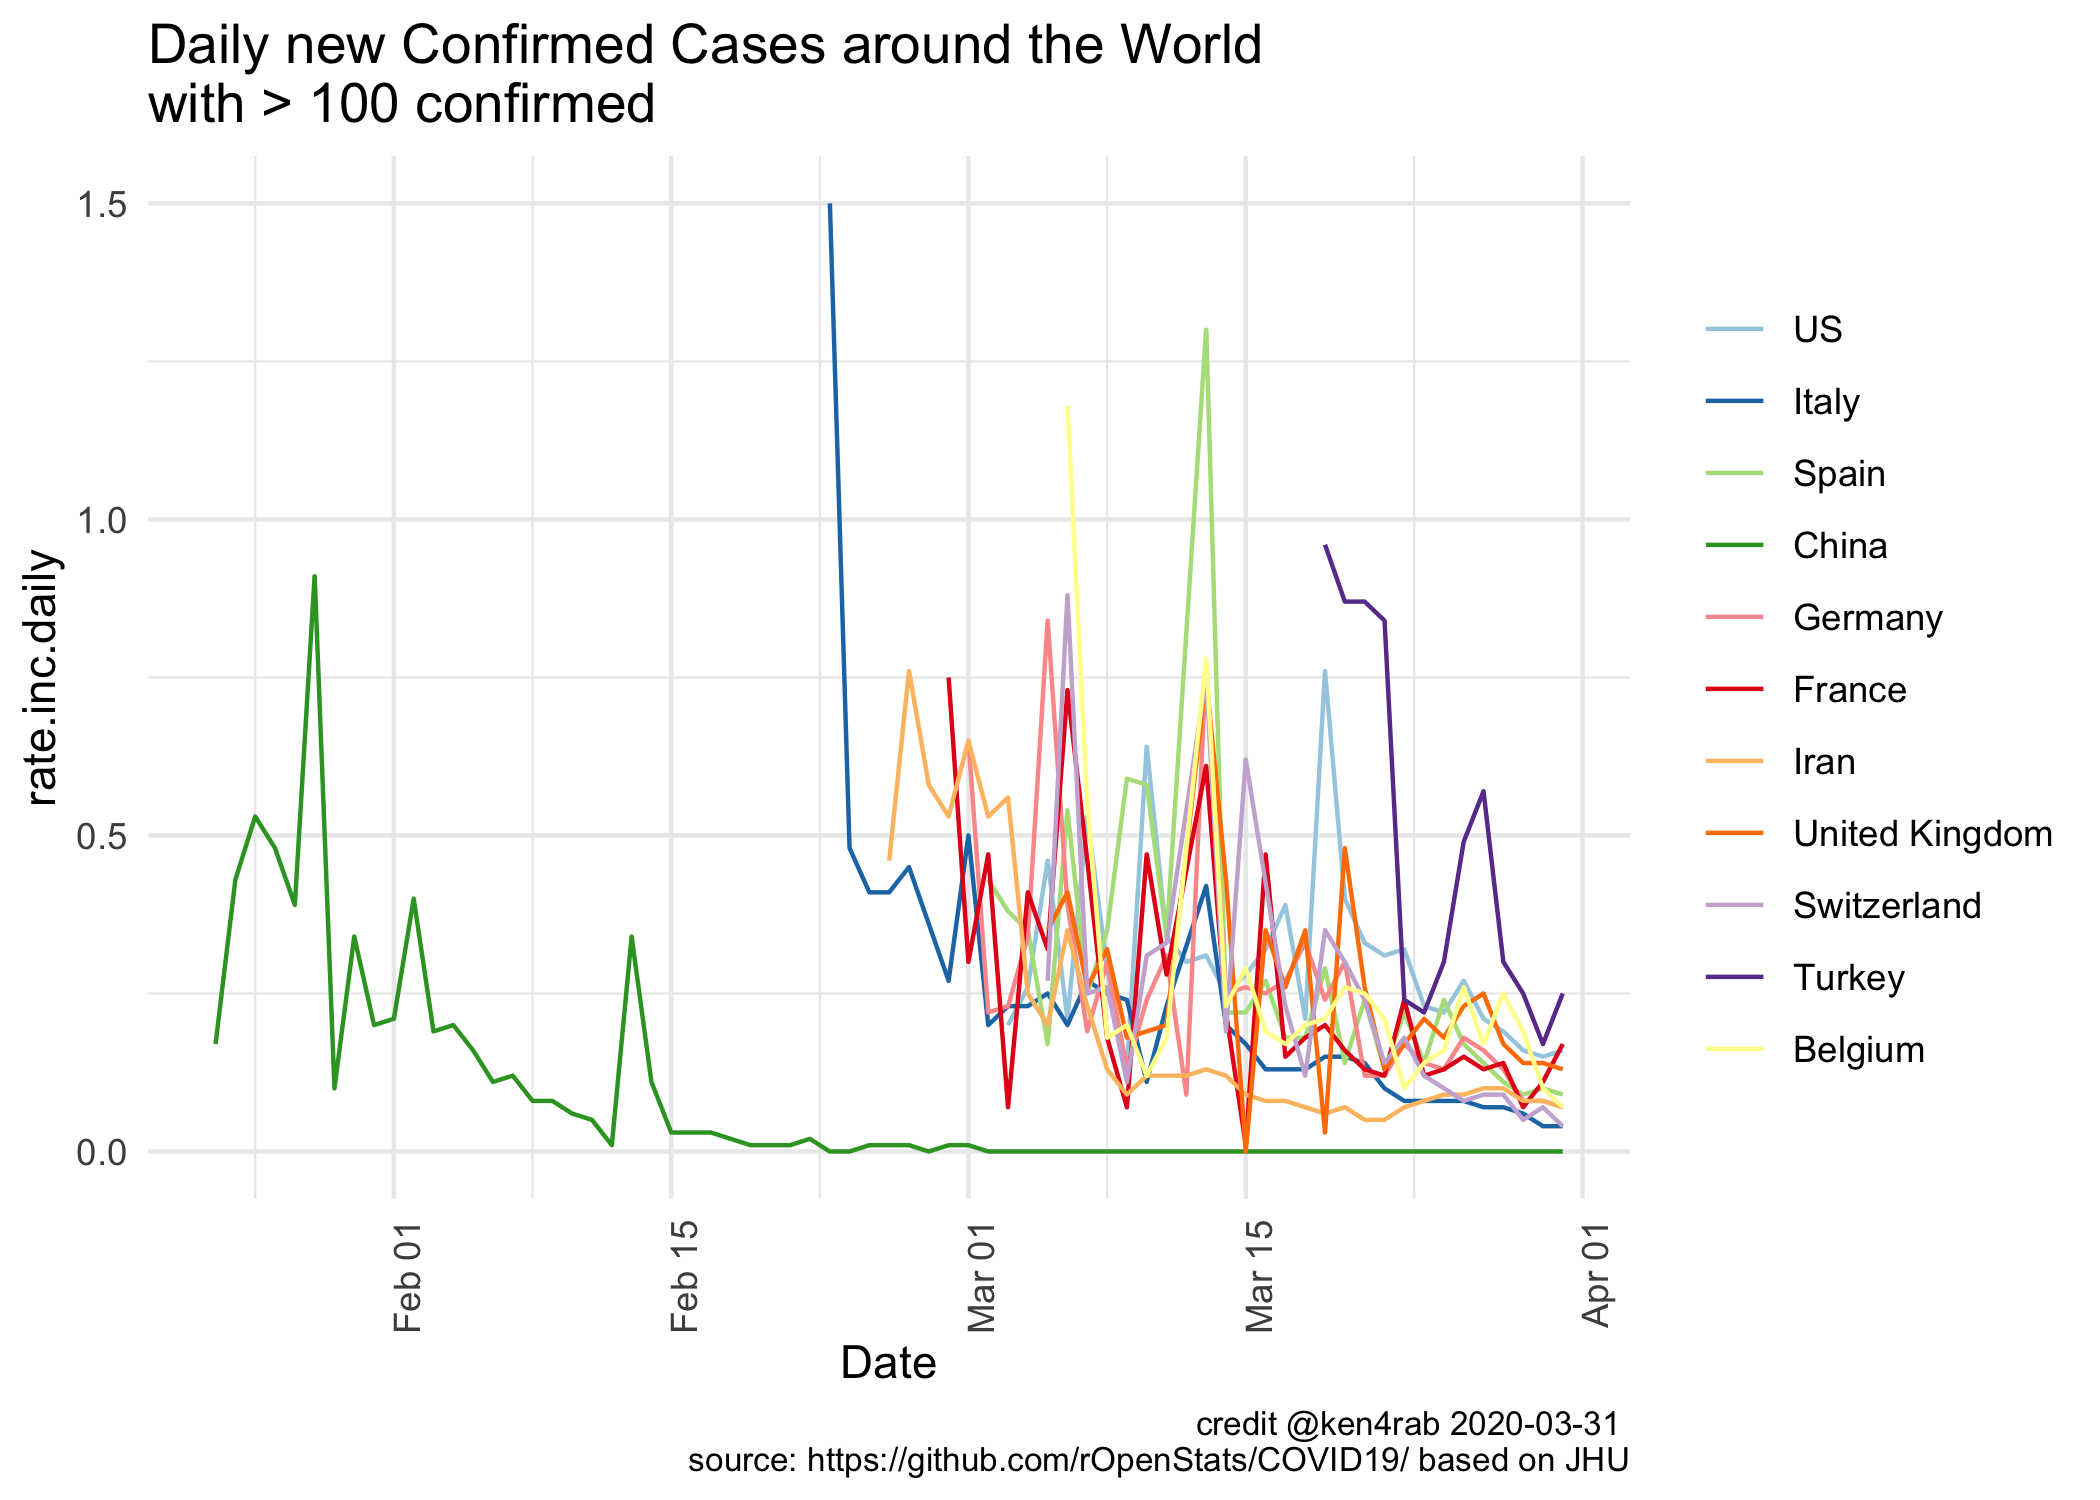 Daily new Confirmed Cases around the World
with > 100 confirmed
rate.inc.daily
1.5
1.0
0.5
0.0
Feb 01
Feb 15
Mar 01
Mar 15
Apr 01
Date
US
Italy
Spain
China
Germany
France
Iran
United Kingdom
Switzerland
Turkey
Belgium
credit @ken4rab 2020-03-31
source: https://github.com/rOpenStats/COVID19/ based on JHU